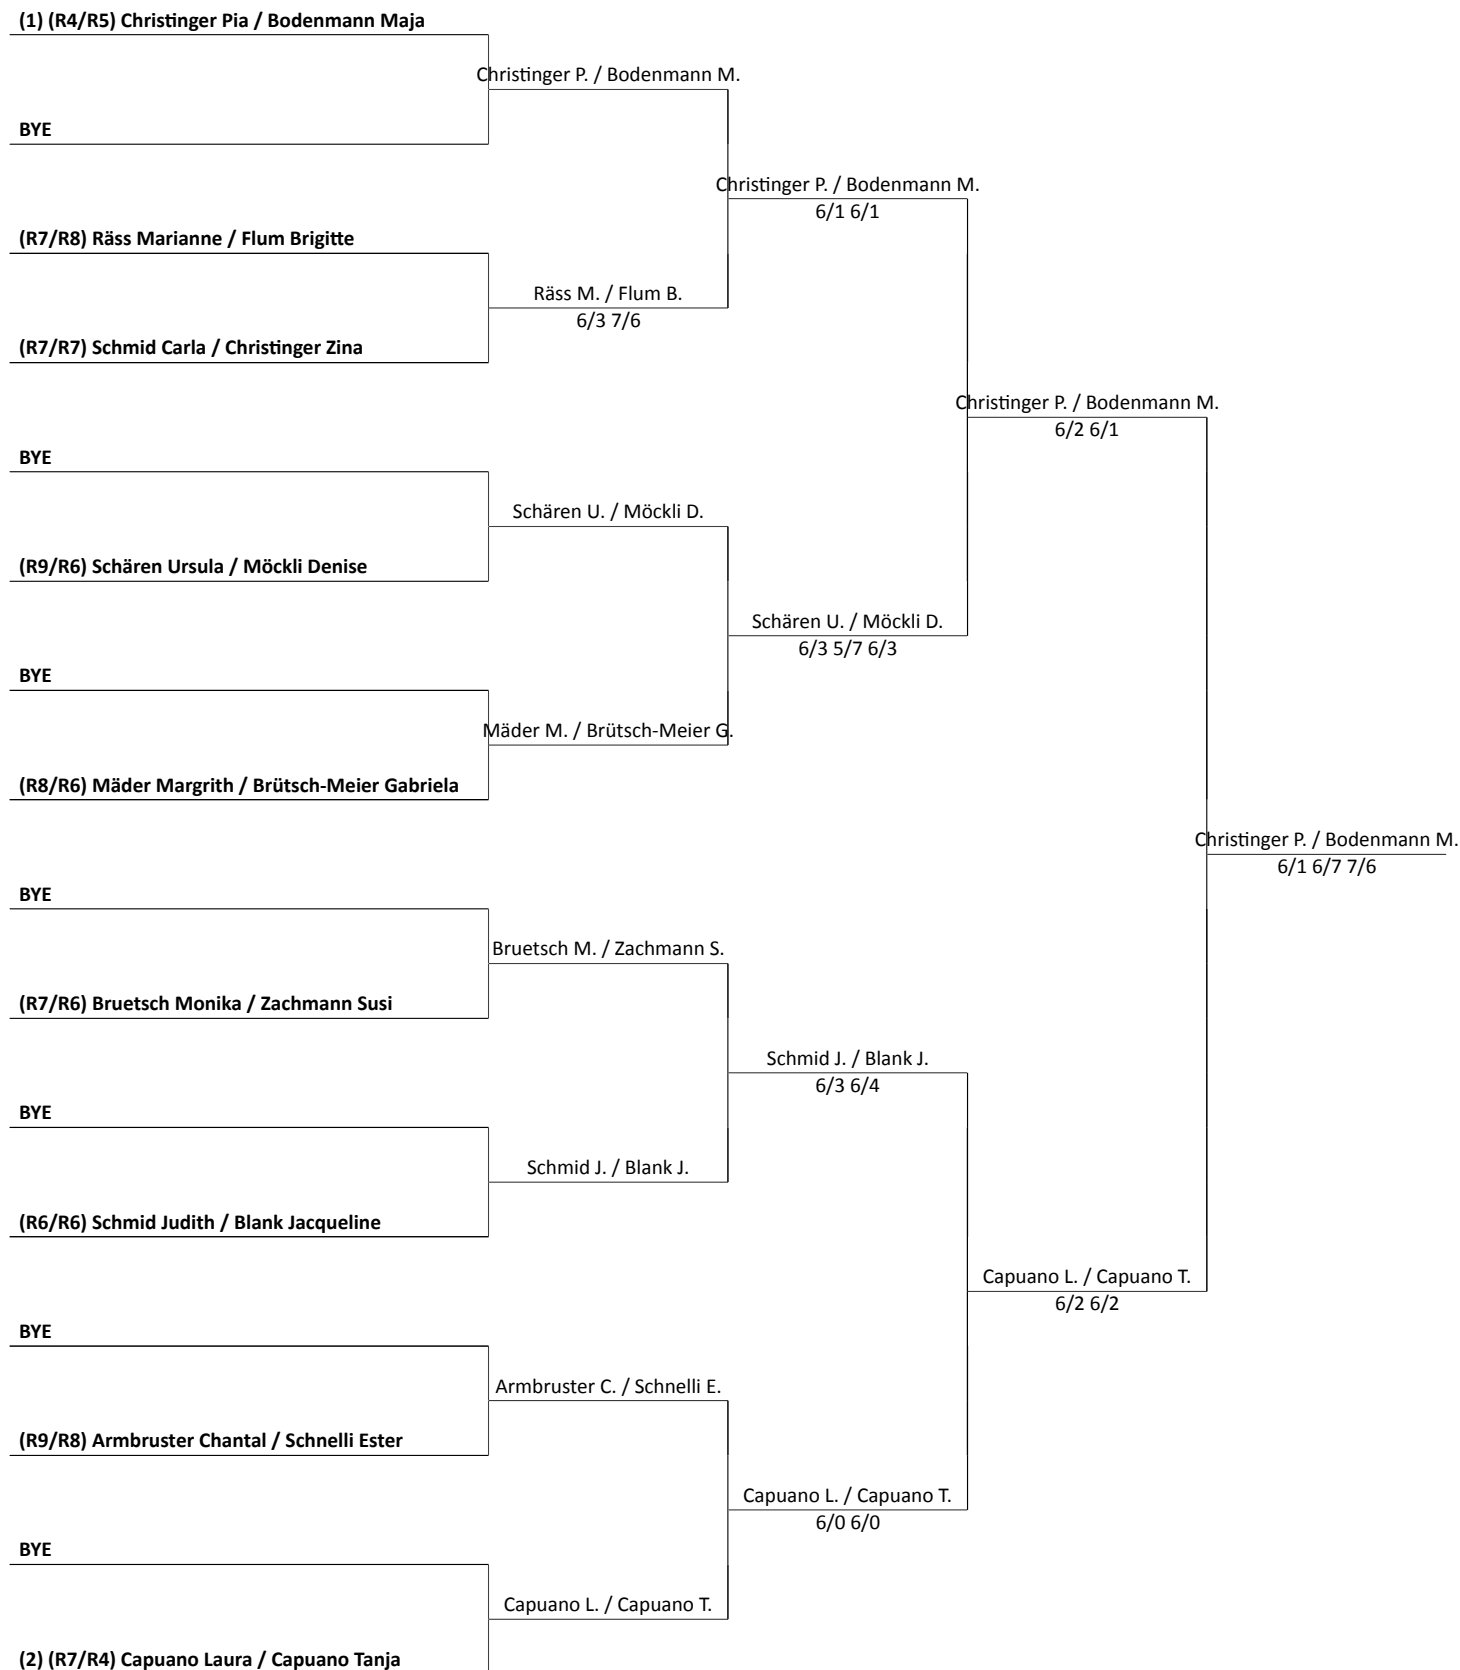 (1) (R4/R5) Christinger Pia / Bodenmann Maja
Christinger P. / Bodenmann M.
BYE
Christinger P. / Bodenmann M.
6/1 6/1
(R7/R8) Räss Marianne / Flum Brigitte
Räss M. / Flum B.
6/3 7/6
(R7/R7) Schmid Carla / Christinger Zina
Christinger P. / Bodenmann M.
6/2 6/1
BYE
Schären U. / Möckli D.
(R9/R6) Schären Ursula / Möckli Denise
Schären U. / Möckli D.
6/3 5/7 6/3
BYE
Mäder M. / Brütsch-Meier G.
(R8/R6) Mäder Margrith / Brütsch-Meier Gabriela
Christinger P. / Bodenmann M.
6/1 6/7 7/6
BYE
Bruetsch M. / Zachmann S.
(R7/R6) Bruetsch Monika / Zachmann Susi
Schmid J. / Blank J.
6/3 6/4
BYE
Schmid J. / Blank J.
(R6/R6) Schmid Judith / Blank Jacqueline
Capuano L. / Capuano T.
6/2 6/2
BYE
Armbruster C. / Schnelli E.
(R9/R8) Armbruster Chantal / Schnelli Ester
Capuano L. / Capuano T.
6/0 6/0
BYE
Capuano L. / Capuano T.
(2) (R7/R4) Capuano Laura / Capuano Tanja